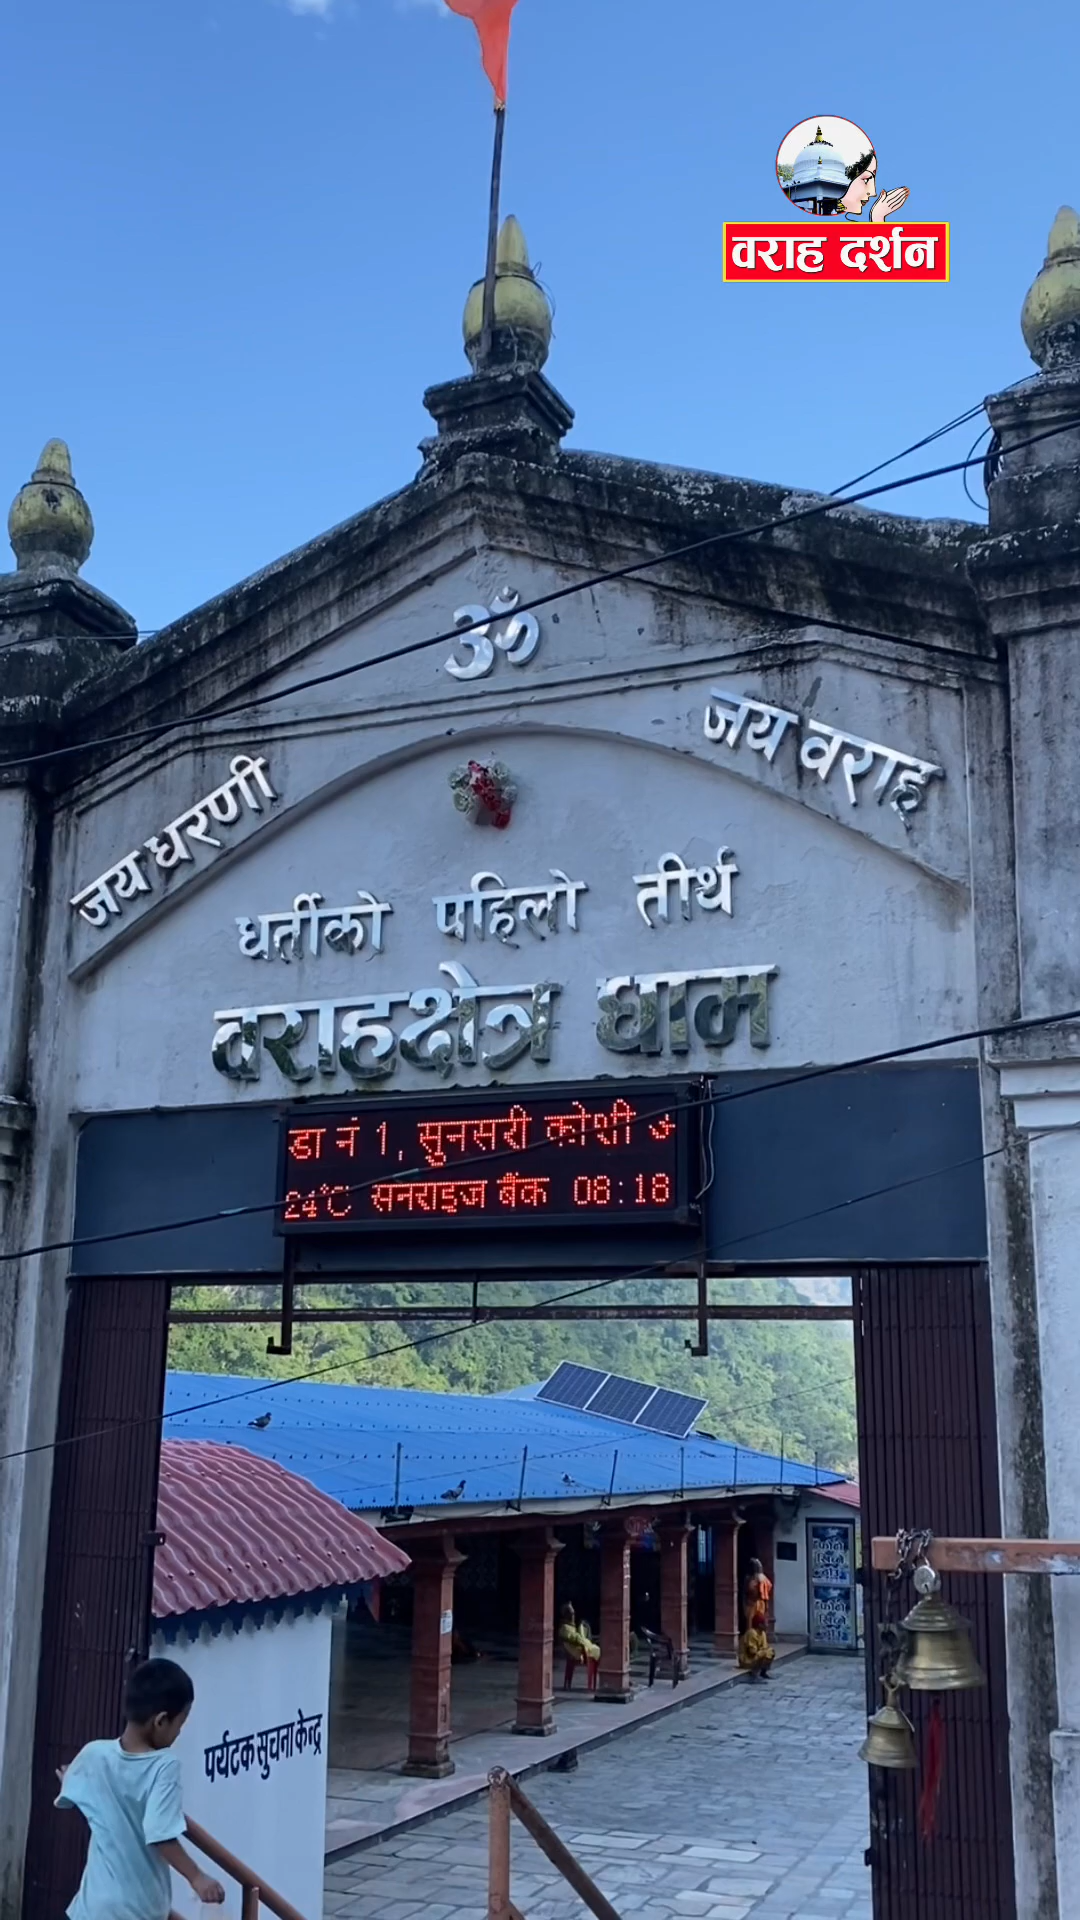 वराह दर्शन
ॐ
जय धरणी
जय वराह
धर्तीको पहिलो तीर्थ
वराहक्षेत्र धाम
डा नं 1, सुनसरी कोशी
24°C सनराइज बैंक 08:18
पर्यटक सुचना केन्द्र